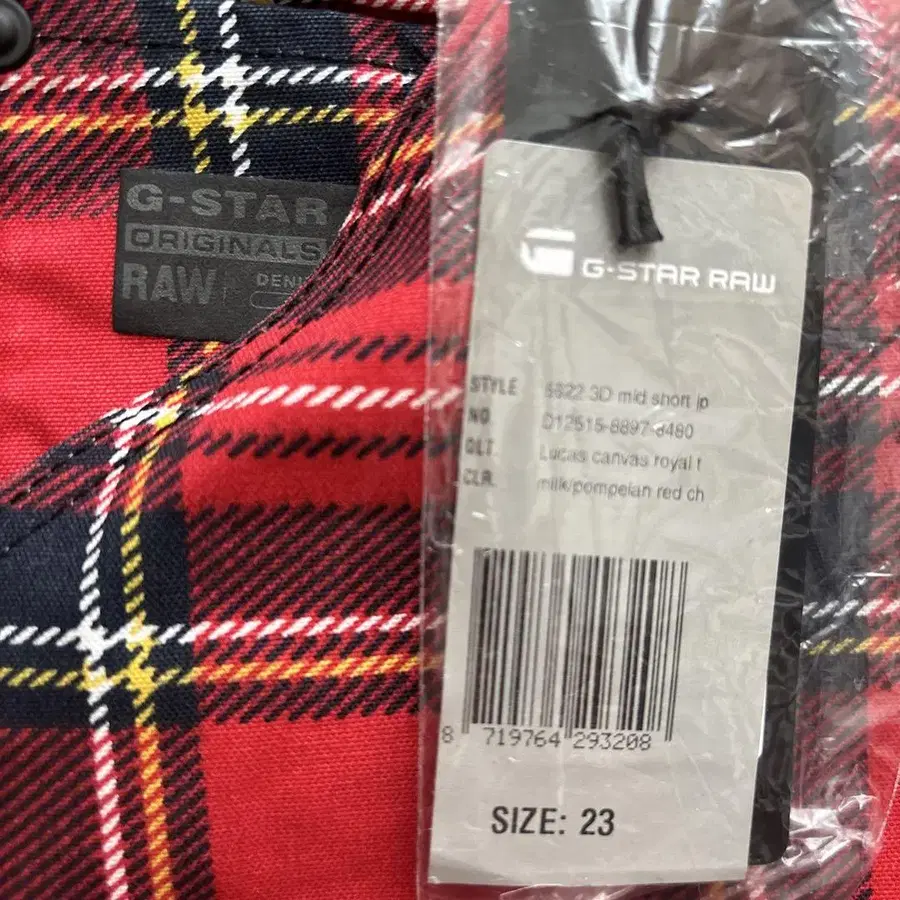 G-STAR
ORIGINALS
RAW DENI
G-STAR RAW
STYLE 5622 3D mid short jp
NO. D12515-8897-8480
QLT. Lucas canvas royal t
CLR. milk/pompeian red ch
8 719764 293208
SIZE: 23